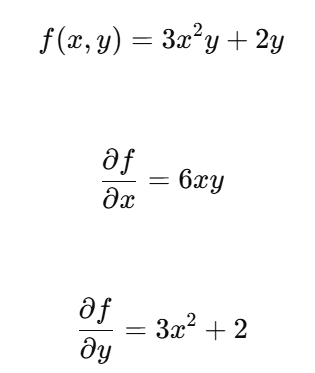 f(x, y) = 3x²y + 2y
∂f/∂x = 6xy
∂f/∂y = 3x² + 2